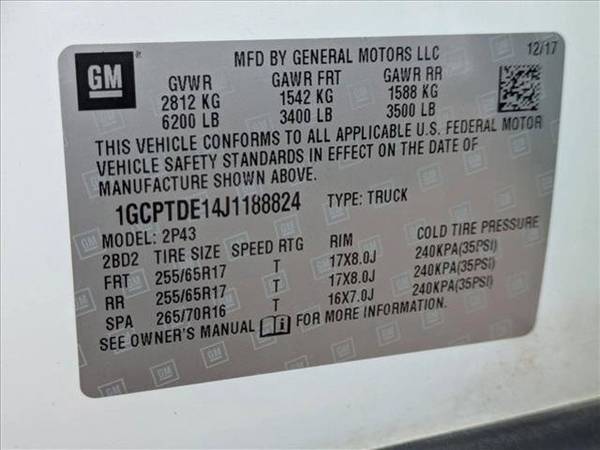 GM
MFD BY GENERAL MOTORS LLC 12/17
GVWR GAWR FRT GAWR RR
2812 KG 1542 KG 1588 KG
6200 LB 3400 LB 3500 LB
THIS VEHICLE CONFORMS TO ALL APPLICABLE U.S. FEDERAL MOTOR
VEHICLE SAFETY STANDARDS IN EFFECT ON THE DATE OF
MANUFACTURE SHOWN ABOVE.
1GCPTDE14J1188824 TYPE: TRUCK
MODEL: 2P43
2BD2 TIRE SIZE SPEED RTG RIM COLD TIRE PRESSURE
FRT 255/65R17 T 17X8.0J 240KPA(35PSI)
RR 255/65R17 T 17X8.0J 240KPA(35PSI)
SPA 265/70R16 T 16X7.0J 240KPA(35PSI)
SEE OWNER'S MANUAL FOR MORE INFORMATION.